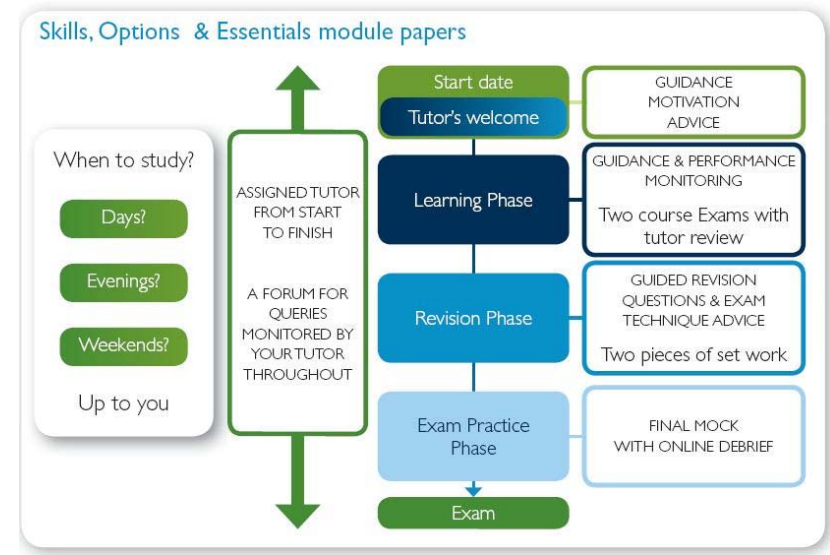 Skills, Options & Essentials module papers
When to study?
Days?
Evenings?
Weekends?
Up to you
ASSIGNED TUTOR
FROM START
TO FINISH
A FORUM FOR
QUERIES
MONITORED BY
YOUR TUTOR
THROUGHOUT
Start date
Tutor's welcome
GUIDANCE
MOTIVATION
ADVICE
Learning Phase
GUIDANCE & PERFORMANCE
MONITORING
Two course Exams with
tutor review
Revision Phase
GUIDED REVISION
QUESTIONS & EXAM
TECHNIQUE ADVICE
Two pieces of set work
Exam Practice
Phase
FINAL MOCK
WITH ONLINE DEBRIEF
Exam